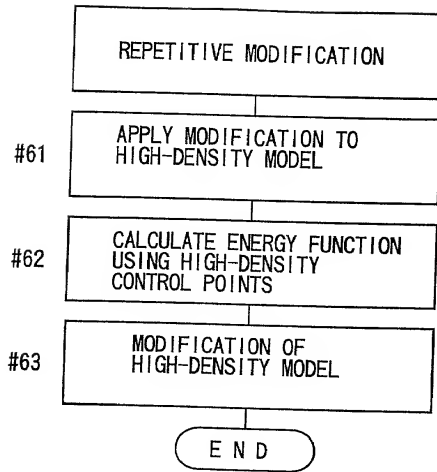 REPETITIVE MODIFICATION
#61
APPLY MODIFICATION TO
HIGH-DENSITY MODEL
#62
CALCULATE ENERGY FUNCTION
USING HIGH-DENSITY
CONTROL POINTS
#63
MODIFICATION OF
HIGH-DENSITY MODEL
END